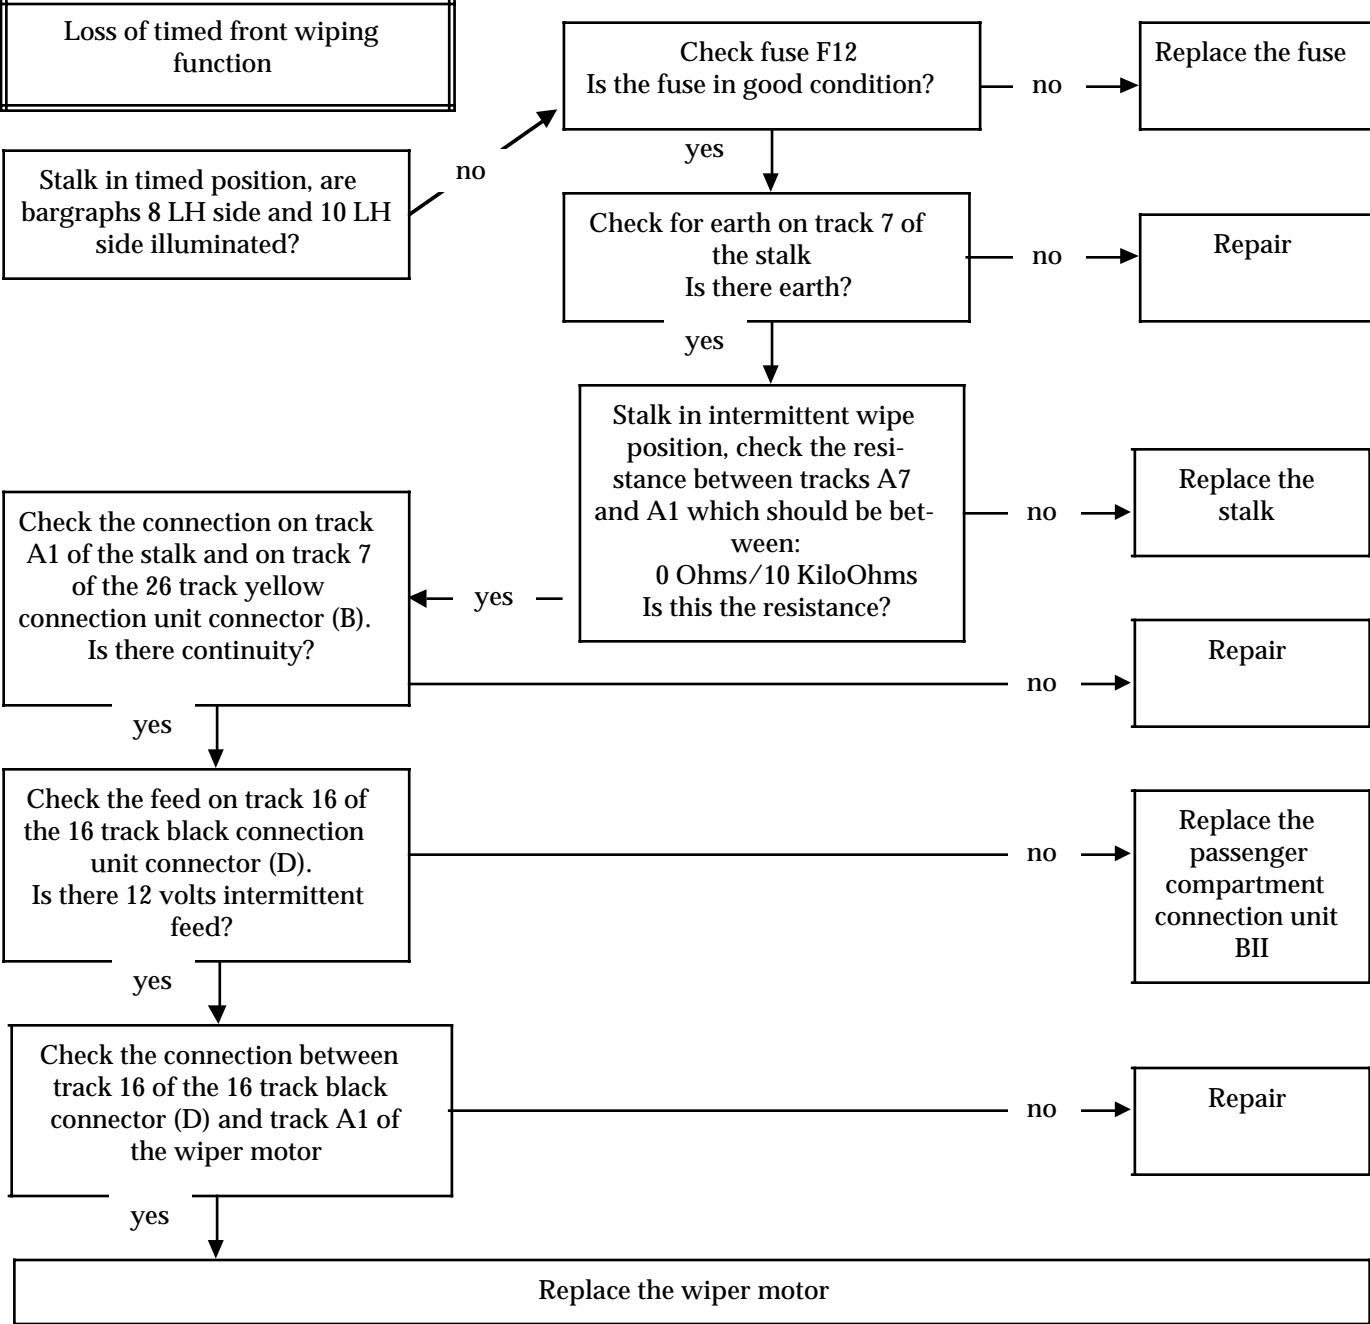 Loss of timed front wiping
function
Check fuse F12
Is the fuse in good condition?
no
Replace the fuse
yes
no
Stalk in timed position, are
bargraphs 8 LH side and 10 LH
side illuminated?
Check for earth on track 7 of
the stalk
Is there earth?
no
Repair
yes
Stalk in intermittent wipe
position, check the resi-
stance between tracks A7
and A1 which should be bet-
ween:
0 Ohms/10 KiloOhms
Is this the resistance?
no
Replace the
stalk
yes
Check the connection on track
A1 of the stalk and on track 7
of the 26 track yellow
connection unit connector (B).
Is there continuity?
no
Repair
yes
Check the feed on track 16 of
the 16 track black connection
unit connector (D).
Is there 12 volts intermittent
feed?
no
Replace the
passenger
compartment
connection unit
BII
yes
Check the connection between
track 16 of the 16 track black
connector (D) and track A1 of
the wiper motor
no
Repair
yes
Replace the wiper motor